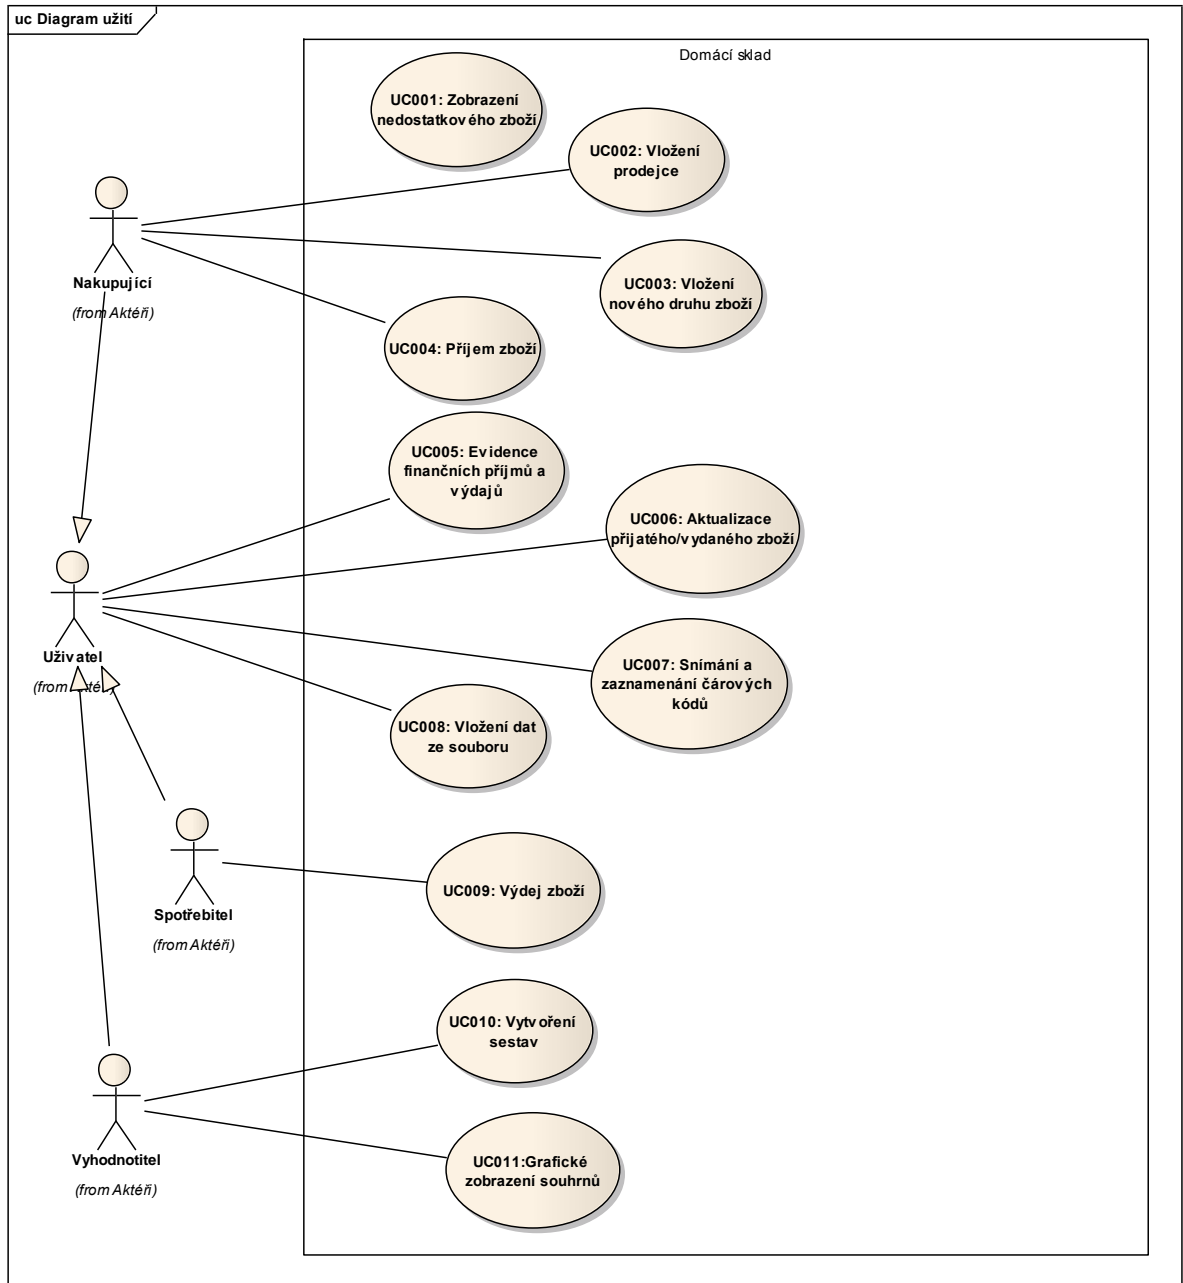 uc Diagram užití
Domácí sklad
UC001: Zobrazení
nedostatkového zboží
UC002: Vložení
prodejce
Nakupující
(from Aktéři)
UC003: Vložení
nového druhu zboží
UC004: Příjem zboží
UC005: Evidence
finančních příjmů a
výdajů
UC006: Aktualizace
přijatého/vydaného zboží
Uživatel
(from Aktéři)
UC007: Snímání a
zaznamenání čárových
kódů
UC008: Vložení dat
ze souboru
Spotřebitel
(from Aktéři)
UC009: Výdej zboží
UC010: Vytvoření
sestav
Vyhodnotitel
(from Aktéři)
UC011:Grafické
zobrazení souhrnů